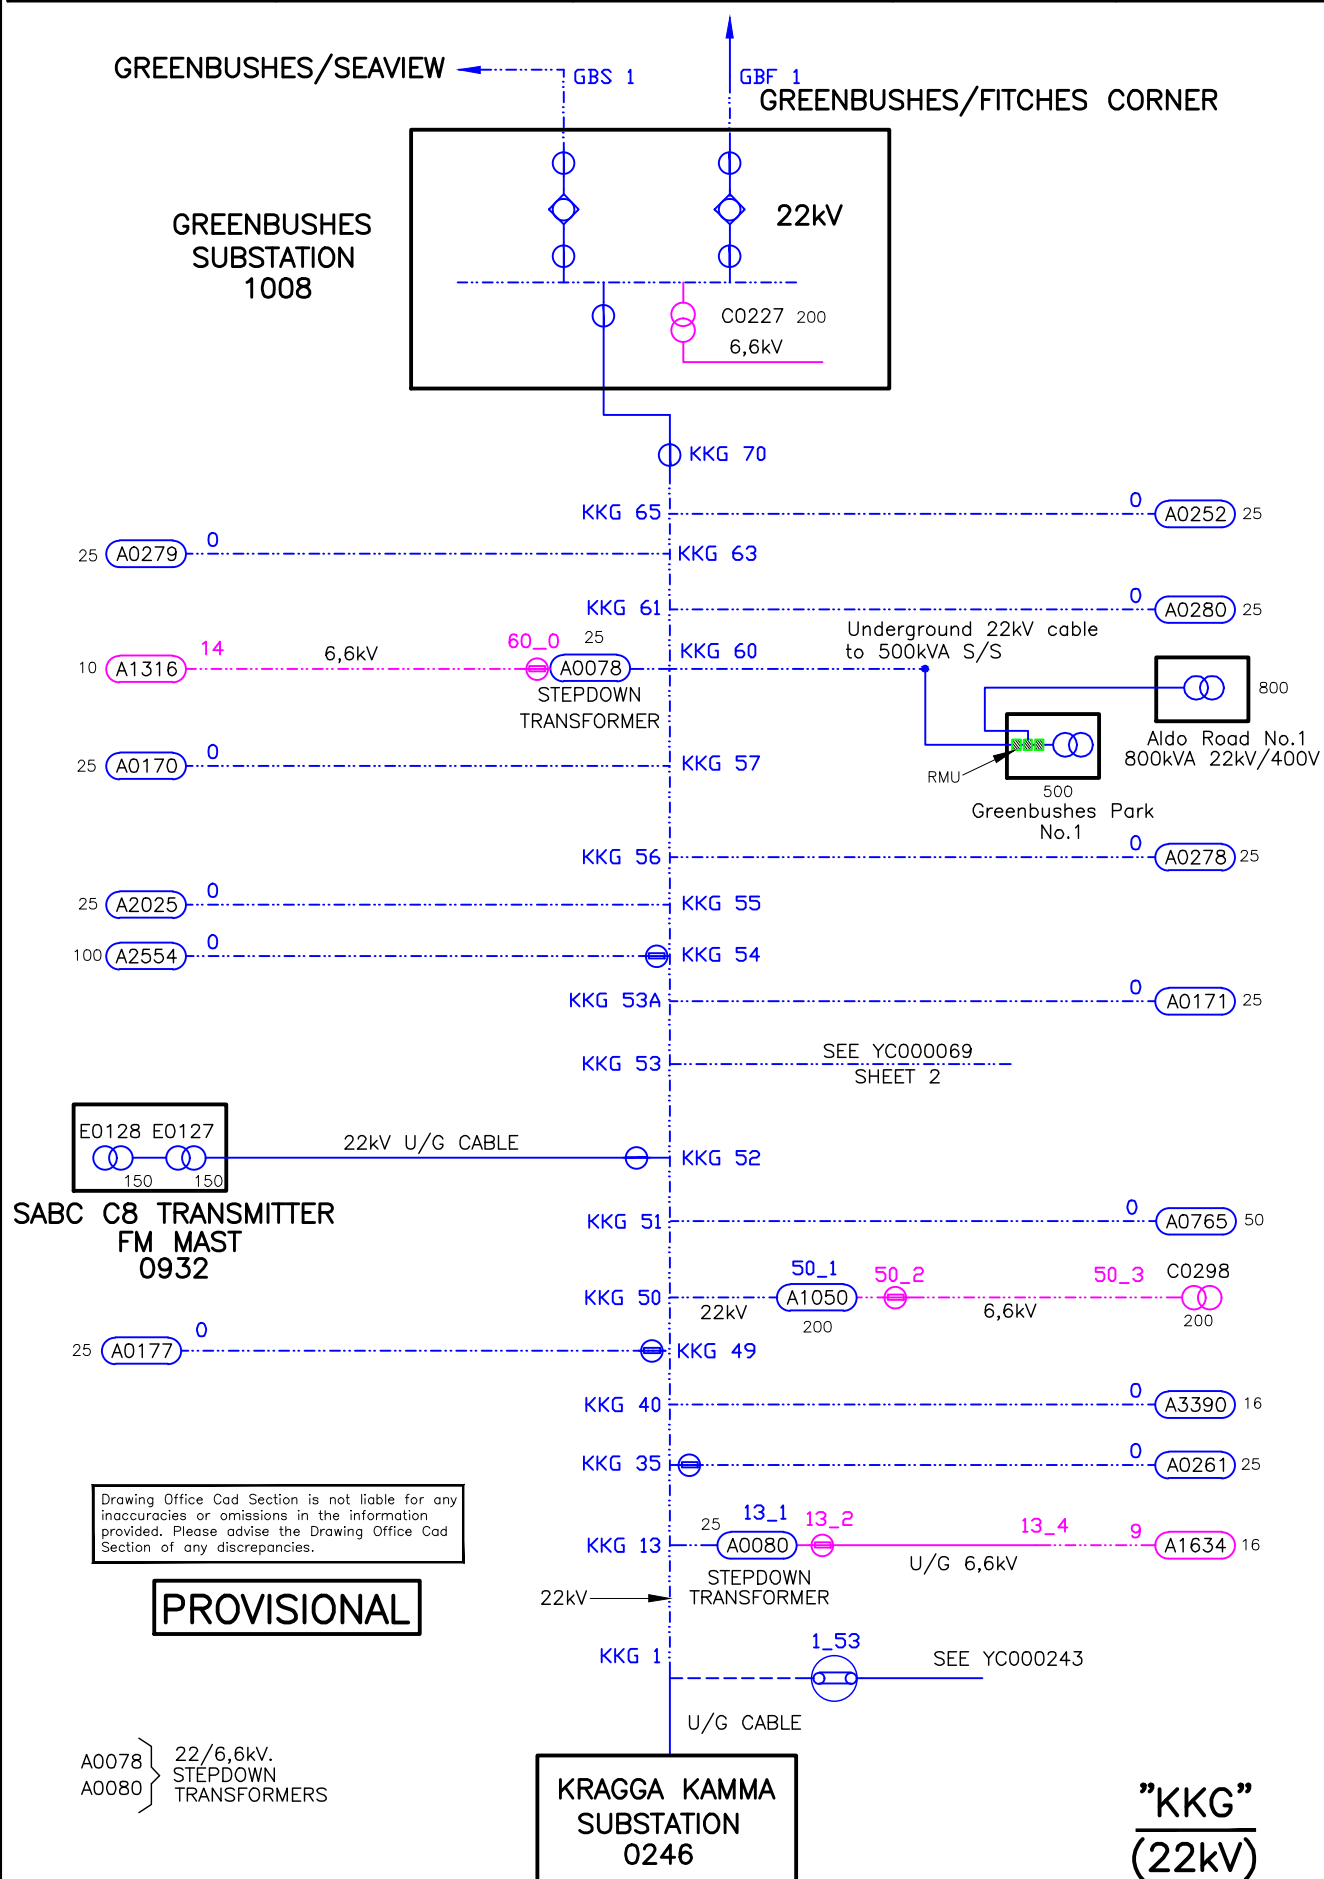 GREENBUSHES/SEAVIEW
GBS 1
GBF 1
GREENBUSHES/FITCHES CORNER
GREENBUSHES
SUBSTATION
1008
22kV
C0227 200
6,6kV
KKG 70
KKG 65
0
A0252 25
25 A0279
0
KKG 63
KKG 61
0
A0280 25
Underground 22kV cable
to 500kVA S/S
10 A1316
14
6,6kV
60_0
25
A0078
STEPDOWN
TRANSFORMER
KKG 60
800
Aldo Road No.1
800kVA 22kV/400V
RMU
500
Greenbushes Park
No.1
25 A0170
0
KKG 57
KKG 56
0
A0278 25
25 A2025
0
KKG 55
100 A2554
0
KKG 54
KKG 53A
0
A0171 25
KKG 53
SEE YC000069
SHEET 2
E0128 E0127
150
150
22kV U/G CABLE
KKG 52
SABC C8 TRANSMITTER
FM MAST
0932
KKG 51
0
A0765 50
KKG 50
22kV
50_1
A1050
200
50_2
6,6kV
50_3
C0298
200
25 A0177
0
KKG 49
KKG 40
0
A3390 16
KKG 35
0
A0261 25
Drawing Office Cad Section is not liable for any
inaccuracies or omissions in the information
provided. Please advise the Drawing Office Cad
Section of any discrepancies.
KKG 13
25
13_1
A0080
STEPDOWN
TRANSFORMER
13_2
U/G 6,6kV
13_4
9
A1634 16
PROVISIONAL
22kV
KKG 1
1_53
SEE YC000243
U/G CABLE
A0078
A0080
22/6,6kV.
STEPDOWN
TRANSFORMERS
KRAGGA KAMMA
SUBSTATION
0246
"KKG"
(22kV)